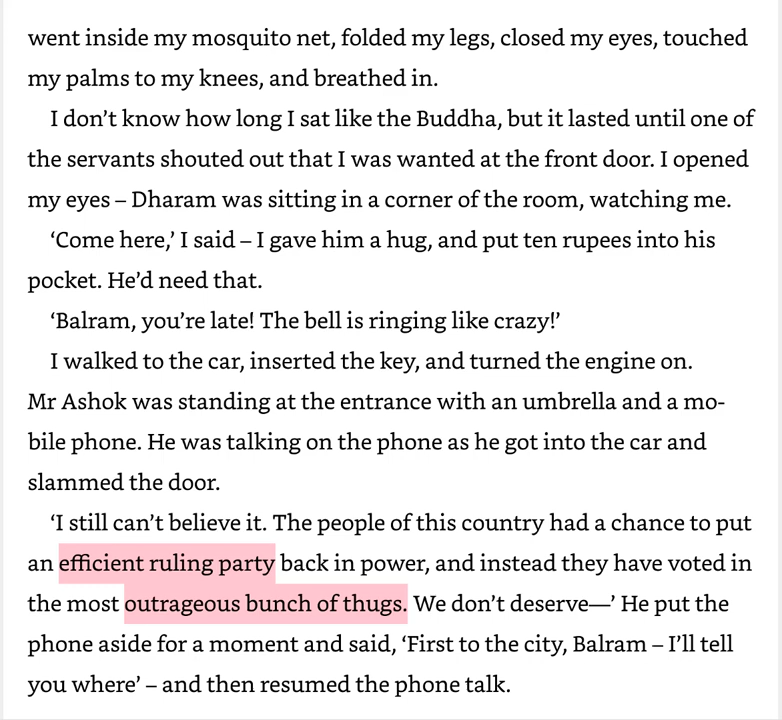 went inside my mosquito net, folded my legs, closed my eyes, touched
my palms to my knees, and breathed in.
I don’t know how long I sat like the Buddha, but it lasted until one of
the servants shouted out that I was wanted at the front door. I opened
my eyes – Dharam was sitting in a corner of the room, watching me.
‘Come here,’ I said – I gave him a hug, and put ten rupees into his
pocket. He’d need that.
‘Balram, you’re late! The bell is ringing like crazy!’
I walked to the car, inserted the key, and turned the engine on.
Mr Ashok was standing at the entrance with an umbrella and a mo-
bile phone. He was talking on the phone as he got into the car and
slammed the door.
‘I still can’t believe it. The people of this country had a chance to put
an efficient ruling party back in power, and instead they have voted in
the most outrageous bunch of thugs. We don’t deserve—’ He put the
phone aside for a moment and said, ‘First to the city, Balram – I’ll tell
you where’ – and then resumed the phone talk.